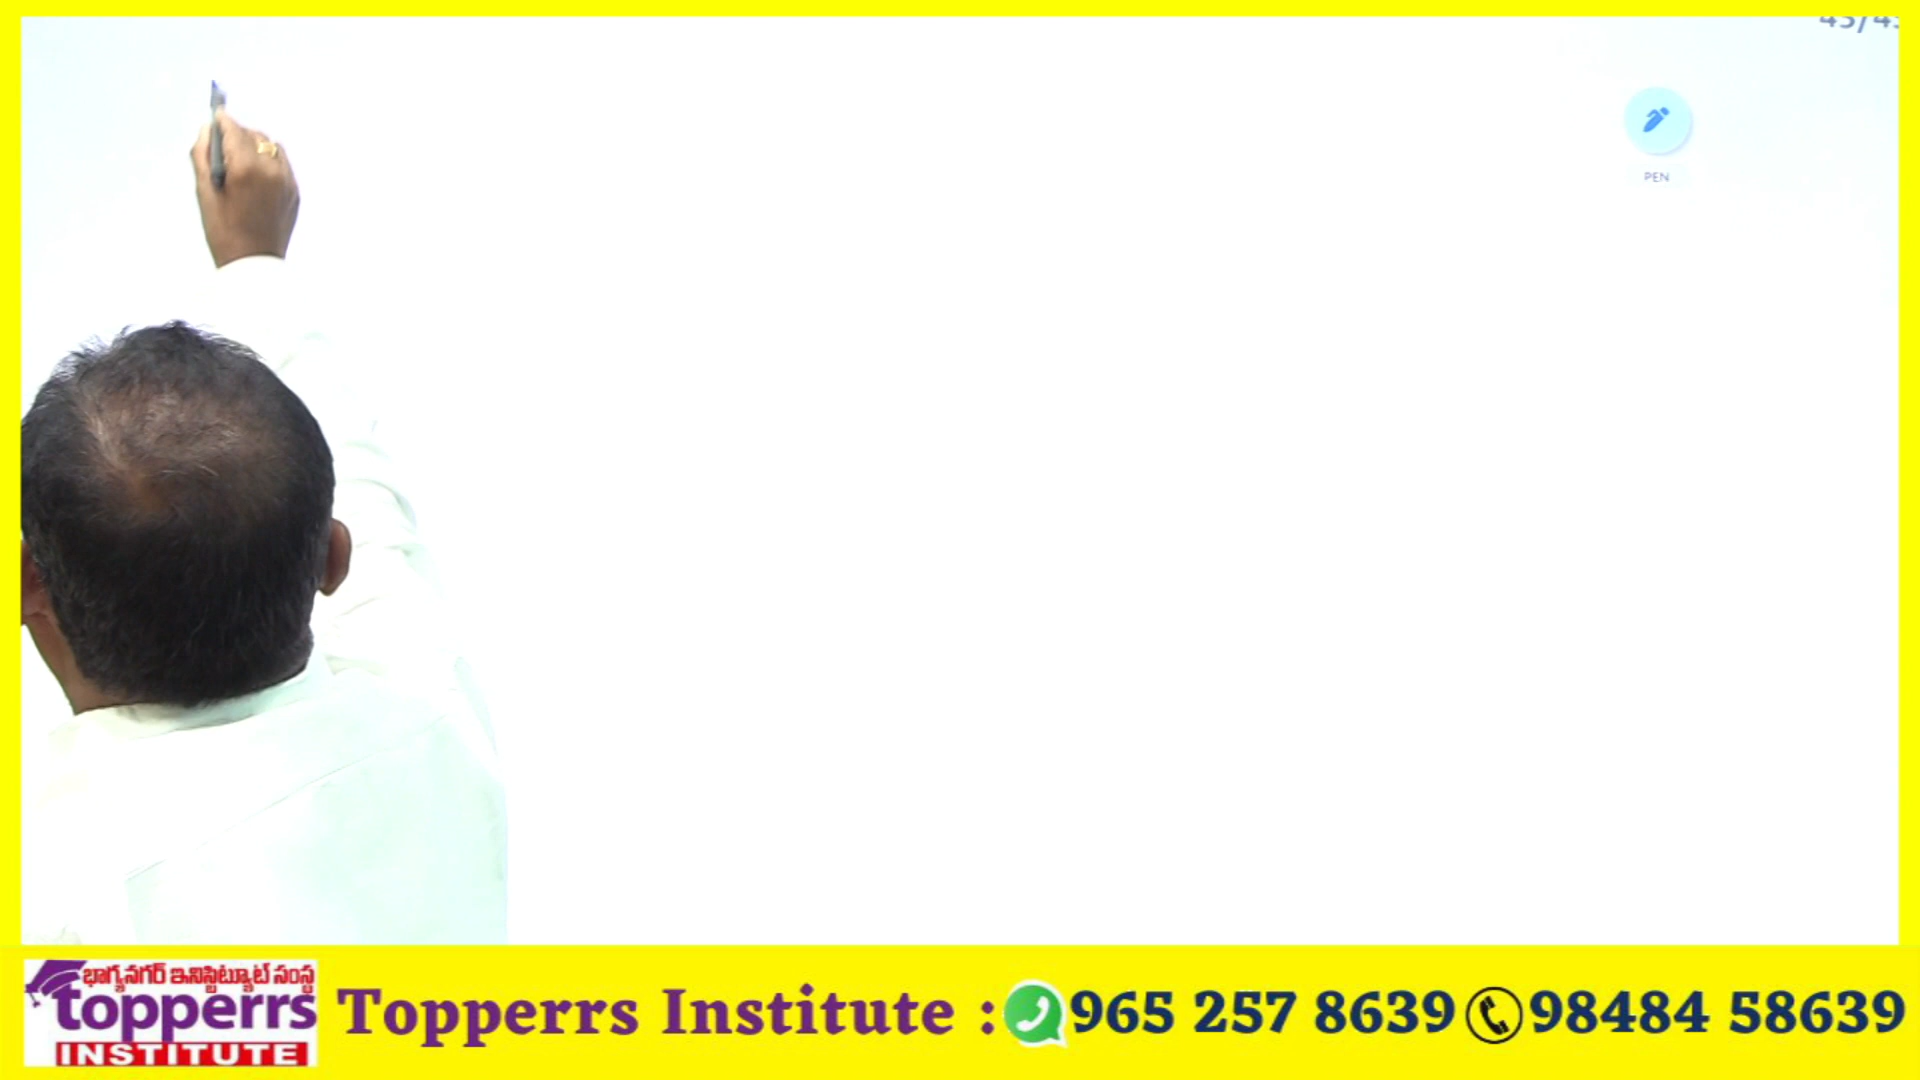 PEN
భాగ్యనగర్ ఇనిస్టిట్యూట్ సంస్థ
topperrs
INSTITUTE
Topperrs Institute : 965 257 8639 98484 58639